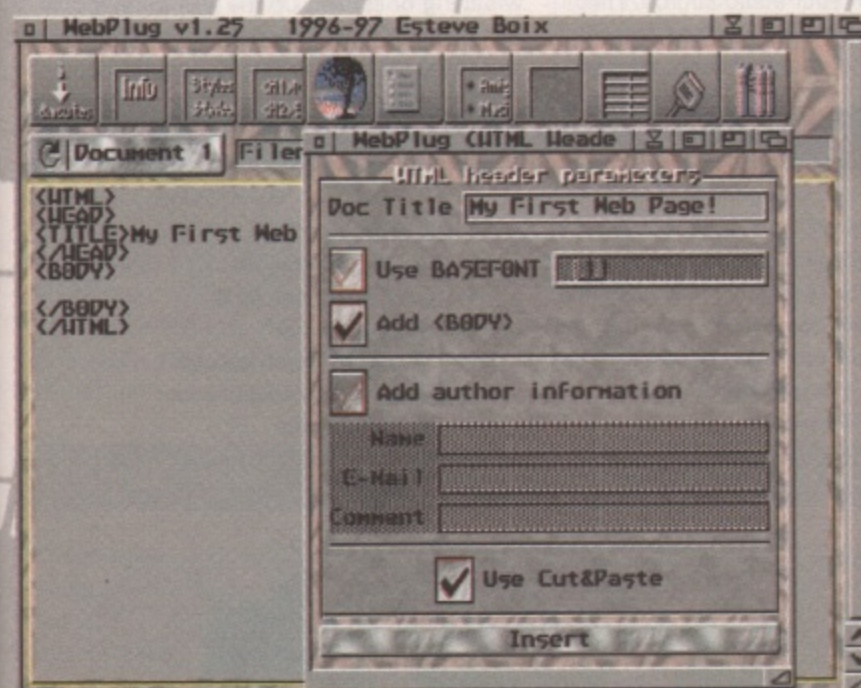 WebPlug v1.25 1996-97 Esteve Boix
Info
Styles
Document 1
<HTML>
<HEAD>
<TITLE>My First Web
</HEAD>
<BODY>
</BODY>
</HTML>
WebPlug (HTML Heade
HTML header parameters
Doc Title My First Web Page!
Use BASEFONT
Add <BODY>
Add author information
Name
E-Mail
Comment
Use Cut&Paste
Insert